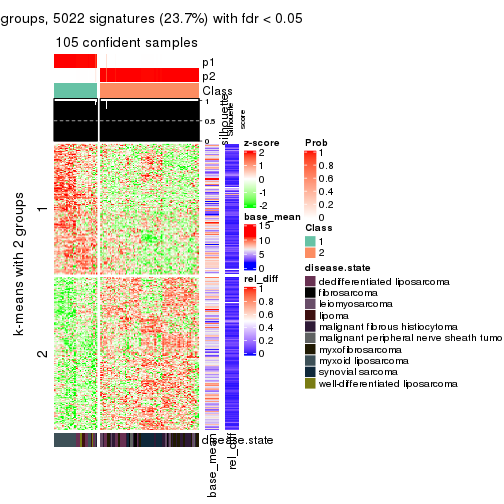 groups, 5022 signatures (23.7%) with fdr < 0.05
105 confident samples
p1
p2
Class
1
0.5
0
silhouette
Silhouette
score
k-means with 2 groups
1
2
z-score
2
1
0
-1
-2
base_mean
15
10
5
0
rel_diff
1
0.8
0.6
0.4
0.2
0
Prob
1
0.8
0.6
0.4
0.2
0
Class
1
2
disease.state
dedifferentiated liposarcoma
fibrosarcoma
leiomyosarcoma
lipoma
malignant fibrous histiocytoma
malignant peripheral nerve sheath tumo
myxofibrosarcoma
myxoid liposarcoma
synovial sarcoma
well-differentiated liposarcoma
disease.state
base_mean
rel_diff